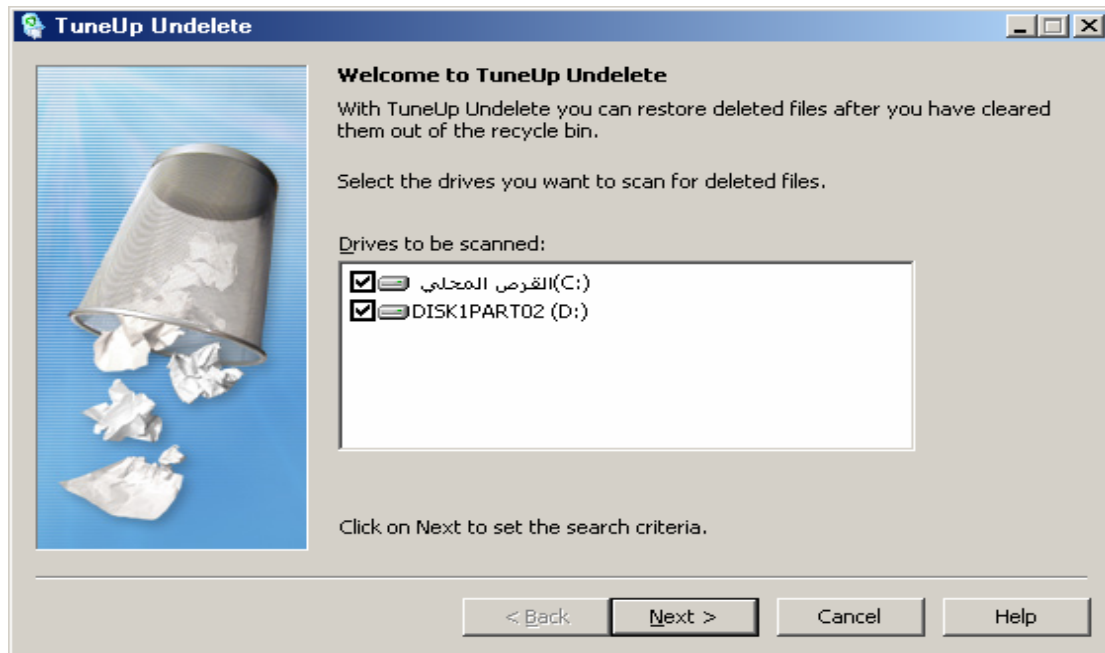 TuneUp Undelete
Welcome to TuneUp Undelete
With TuneUp Undelete you can restore deleted files after you have cleared
them out of the recycle bin.
Select the drives you want to scan for deleted files.
Drives to be scanned:
القرص المحلي (C:)
DISK1PART02 (D:)
Click on Next to set the search criteria.
< Back
Next >
Cancel
Help